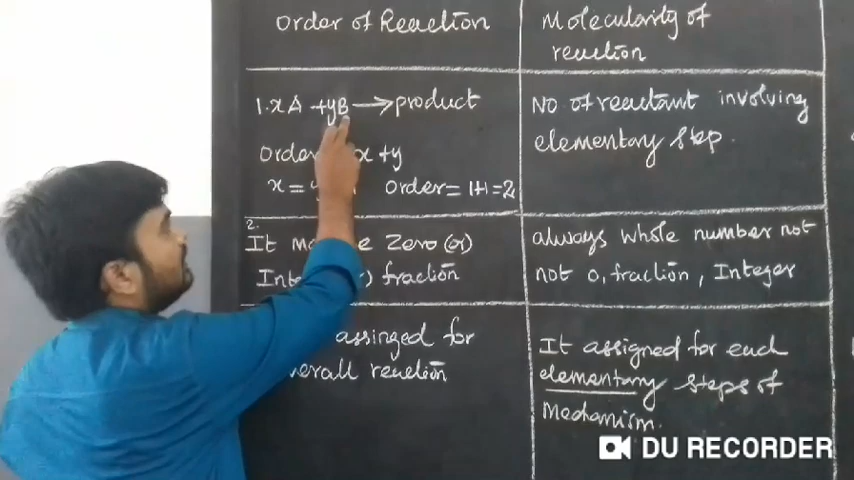 Order of Reaction
Molecularity of
reaction
1. xA + yB → product
Order x + y
x = order = 1+1 = 2
No of reactant involving
elementary step
2.
It Zero (or)
fraction
always whole number not
not 0, fraction, Integer
assinged for
reaction
It assigned for each
elementary steps of
Mechanism.
DU RECORDER